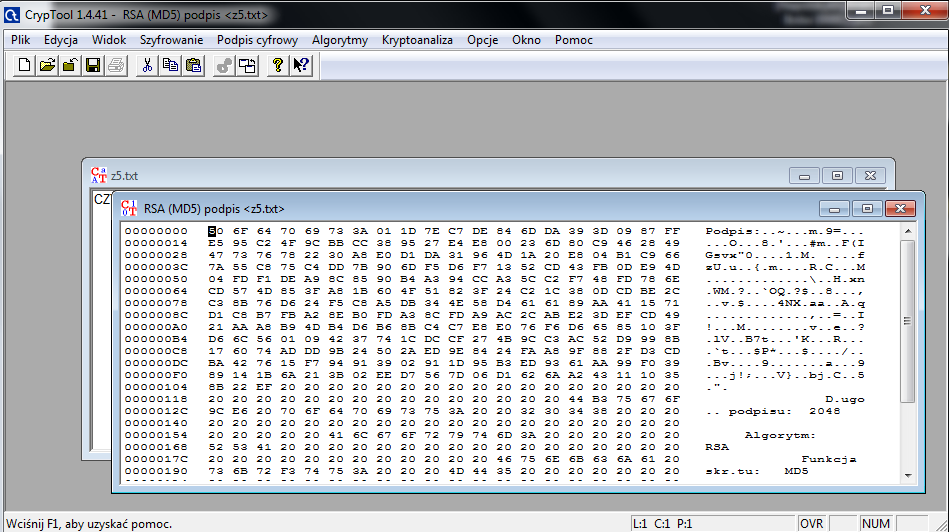 CrypTool 1.4.41 - RSA (MD5) podpis <z5.txt>
Plik Edycja Widok Szyfrowanie Podpis cyfrowy Algorytmy Kryptoanaliza Opcje Okno Pomoc
z5.txt
CZ
RSA (MD5) podpis <z5.txt>
00000000 50 6F 64 70 69 73 3A 01 1D 7E C7 DE 84 6D DA 39 3D 09 87 FF Podpis:..~...m.9=...
00000014 E5 95 C2 4F 9C BB CC 38 95 27 E4 E8 00 23 6D 80 C9 46 28 49 ...O...8.'...#m..F(I
00000028 47 73 76 78 22 30 A8 E0 D1 DA 31 96 4D 1A 20 E8 04 B1 C9 66 Gsvx"0....1.M. ....f
0000003C 7A 55 C8 75 C4 DD 7B 90 6D F5 D6 F7 13 52 CD 43 FB 0D E9 4D zU.u..{.m....R.C...M
00000050 04 FD F1 DE A9 8C 85 90 B4 A3 94 CC A3 5C C2 F7 48 FD 78 6E .............\..H.xn
00000064 CD 57 4D 85 3F A8 1B 60 4F 51 82 3F 24 C2 1C 38 0D CD BE 2C .WM.?..`OQ.?$..8...,
00000078 C3 8B 76 D6 24 F5 C8 A5 DB 34 4E 58 D4 61 61 89 AA 41 15 71 ..v.$....4NX.aa..A.q
0000008C D1 C8 B7 FB A2 8E B0 FD A3 8C FD A9 AC 2C AB E2 3D EF CD 49 .............,..=..I
000000A0 21 AA A8 B9 4D B4 D6 B6 8B C4 C7 E8 E0 76 F6 D6 65 85 10 3F !...M........v..e..?
000000B4 D6 6C 56 01 09 42 37 74 1C DC CF 27 4B 9C C3 AC 52 D9 99 8B .lV..B7t...'K...R...
000000C8 17 60 74 AD DD 9B 24 50 2A ED 9E 84 24 FA A8 9F 88 2F D3 CD .`t...$P*...$..../..
000000DC BA 42 76 15 F7 94 91 39 02 91 1D 95 B3 ED 93 61 AA 99 F0 39 .Bv....9.......a...9
000000F0 89 14 1B 6A 21 3B 02 EE D7 56 7D 06 D1 62 6A A2 43 11 10 35 ...j!;...V}..bj.C..5
00000104 8B 22 EF 20 20 20 20 20 20 20 20 20 20 20 20 20 20 20 20 20 .".
00000118 20 20 20 20 20 20 20 20 20 20 20 20 20 20 20 44 B3 75 67 6F D.ugo
0000012C 9C E6 20 70 6F 64 70 69 73 75 3A 20 20 32 30 34 38 20 20 20 .. podpisu: 2048
00000140 20 20 20 20 20 20 20 20 20 20 20 20 20 20 20 20 20 20 20 20
00000154 20 20 20 20 20 41 6C 67 6F 72 79 74 6D 3A 20 20 20 20 20 20 Algorytm:
00000168 52 53 41 20 20 20 20 20 20 20 20 20 20 20 20 20 20 20 20 20 RSA
0000017C 20 20 20 20 20 20 20 20 20 20 20 20 46 75 6E 6B 63 6A 61 20 Funkcja
00000190 73 6B 72 F3 74 75 3A 20 20 20 4D 44 35 20 20 20 20 20 20 20 skr.tu: MD5
Wciśnij F1, aby uzyskać pomoc. L:1 C:1 P:1 OVR NUM